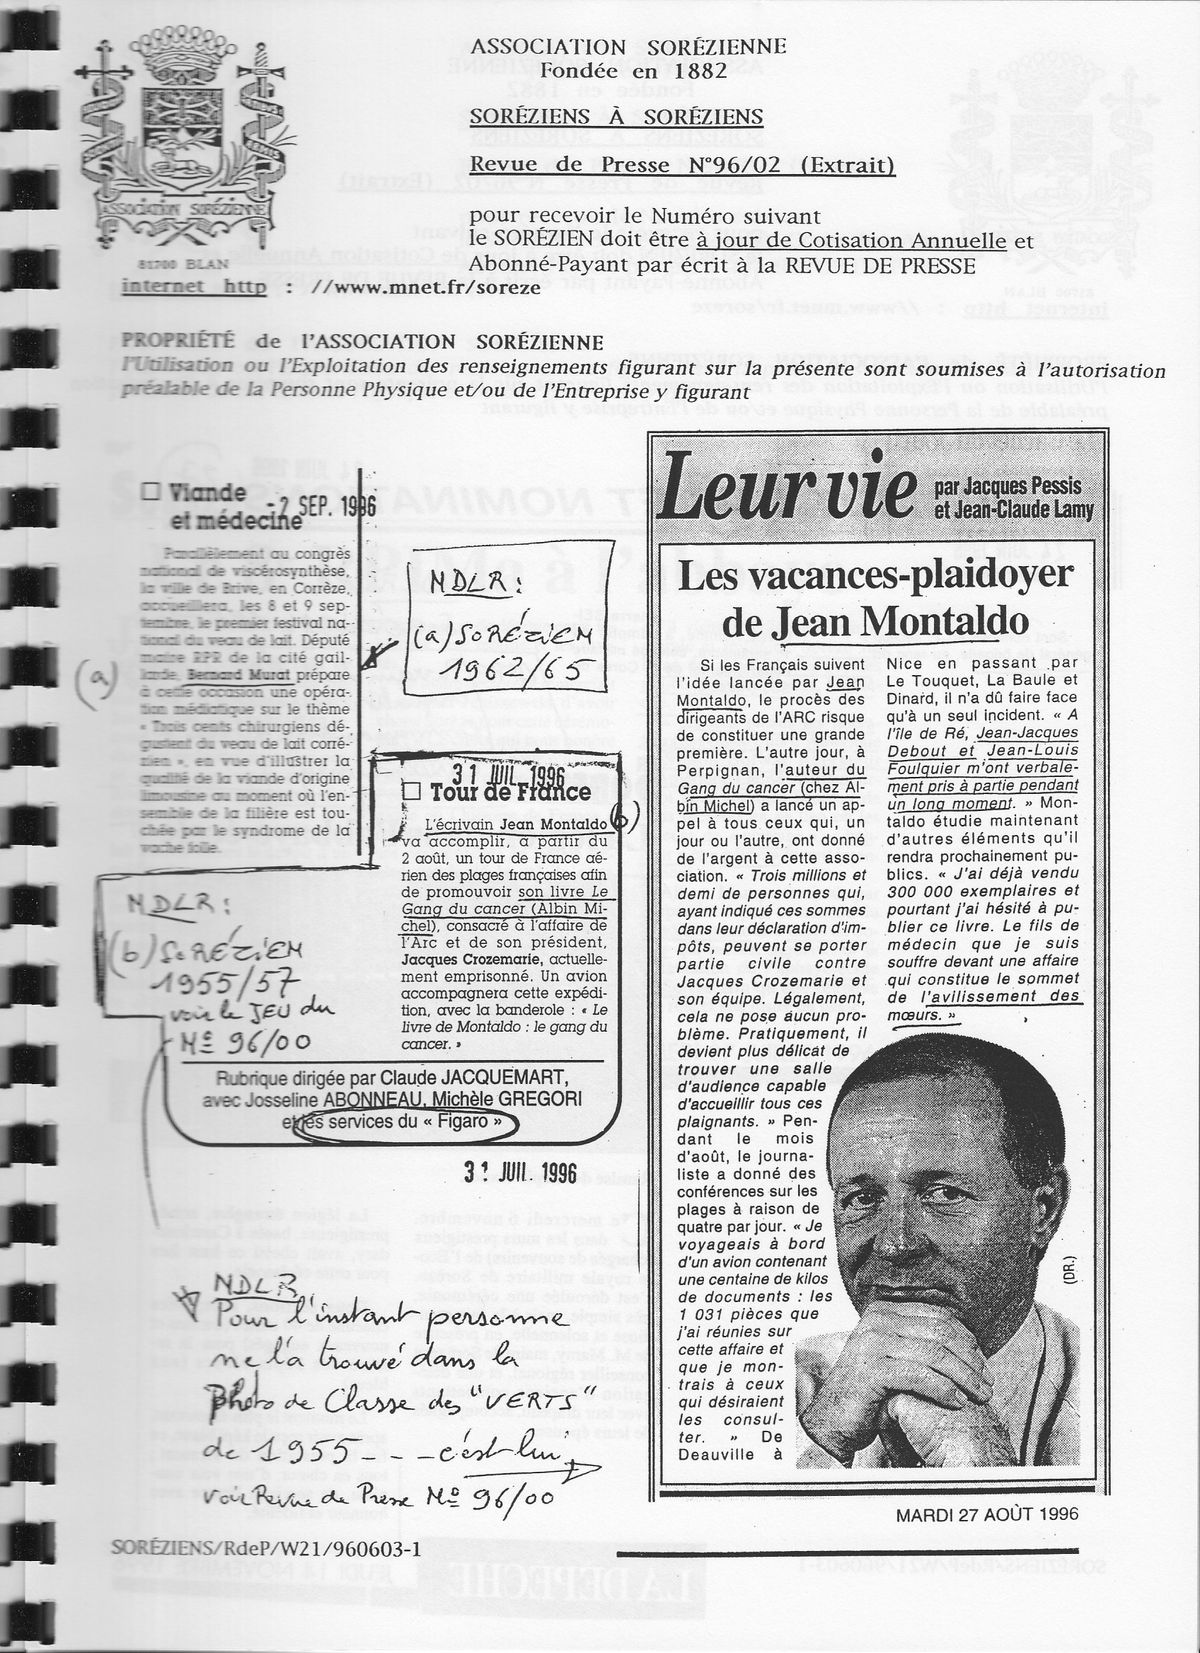 ASSOCIATION SORÉZIENNE
Fondée en 1882
SORÉZIENS À SORÉZIENS
Revue de Presse N°96/02 (Extrait)
pour recevoir le Numéro suivant
le SORÉZIEN doit être à jour de Cotisation Annuelle et
Abonné-Payant par écrit à la REVUE DE PRESSE
ASSOCIATION SORÉZIENNE
81700 BLAN
internet http : //www.mnet.fr/soreze
PROPRIÉTÉ de l'ASSOCIATION SORÉZIENNE
l'Utilisation ou l'Exploitation des renseignements figurant sur la présente sont soumises à l'autorisation
préalable de la Personne Physique et/ou de l'Entreprise y figurant
□ Viande
et médecine
-2 SEP. 1996
Parallèlement au congrès
national de viscérosynthèse,
la ville de Brive, en Corrèze,
accueillera, les 8 et 9 sep-
tembre, le premier festival na-
tional du veau de lait. Député
maire RPR de la cité gail-
larde, Bernard Murat prépare
à cette occasion une opéra-
tion médiatique sur le thème
« Trois cents chirurgiens dé-
gustent du veau de lait corré-
zien », en vue d'illustrer la
qualité de la viande d'origine
limousine au moment où l'en-
semble de la filière est tou-
chée par le syndrome de la
vache folle.
(a)
NDLR :
(a) SORÉZIEN
1962/65
31 JUIL 1996
□ Tour de France
L'écrivain Jean Montaldo
va accomplir, à partir du
2 août, un tour de France aé-
rien des plages françaises afin
de promouvoir son livre Le
Gang du cancer (Albin Mi-
chel), consacré à l'affaire de
l'Arc et de son président,
Jacques Crozemarie, actuelle-
ment emprisonné. Un avion
accompagnera cette expédi-
tion, avec la banderole : « Le
livre de Montaldo : le gang du
cancer. »
(b)
NDLR :
(b) SORÉZIEN
1955/57
voir le JEU du
No 96/00
Rubrique dirigée par Claude JACQUEMART,
avec Josseline ABONNEAU, Michèle GREGORI
et les services du « Figaro »
31 JUIL. 1996
NDLR
Pour l'instant personne
ne l'a trouvé dans la
photo de Classe des "VERTS"
de 1955 - - - c'est lui
voir Revue de Presse No 96/00
SORÉZIENS/RdeP/W21/960603-1
Leur vie
par Jacques Pessis
et Jean-Claude Lamy
Les vacances-plaidoyer
de Jean Montaldo
Si les Français suivent
l'idée lancée par Jean
Montaldo, le procès des
dirigeants de l'ARC risque
de constituer une grande
première. L'autre jour, à
Perpignan, l'auteur du
Gang du cancer (chez Al-
bin Michel) a lancé un ap-
pel à tous ceux qui, un
jour ou l'autre, ont donné
de l'argent à cette asso-
ciation. « Trois millions et
demi de personnes qui,
ayant indiqué ces sommes
dans leur déclaration d'im-
pôts, peuvent se porter
partie civile contre
Jacques Crozemarie et
son équipe. Légalement,
cela ne pose aucun pro-
blème. Pratiquement, il
devient plus délicat de
trouver une salle
d'audience capable
d'accueillir tous ces
plaignants. » Pen-
dant le mois
d'août, le journa-
liste a donné des
conférences sur les
plages à raison de
quatre par jour. « Je
voyageais à bord
d'un avion contenant
une centaine de kilos
de documents : les
1 031 pièces que
j'ai réunies sur
cette affaire et
que je mon-
trais à ceux
qui désiraient
les consul-
ter. » De
Deauville à
Nice en passant par
Le Touquet, La Baule et
Dinard, il n'a dû faire face
qu'à un seul incident. « A
l'île de Ré, Jean-Jacques
Debout et Jean-Louis
Foulquier m'ont verbale-
ment pris à partie pendant
un long moment. » Mon-
taldo étudie maintenant
d'autres éléments qu'il
rendra prochainement pu-
blics. « J'ai déjà vendu
300 000 exemplaires et
pourtant j'ai hésité à pu-
blier ce livre. Le fils de
médecin que je suis
souffre devant une affaire
qui constitue le sommet
de l'avilissement des
mœurs. »
(DR.)
MARDI 27 AOÛT 1996